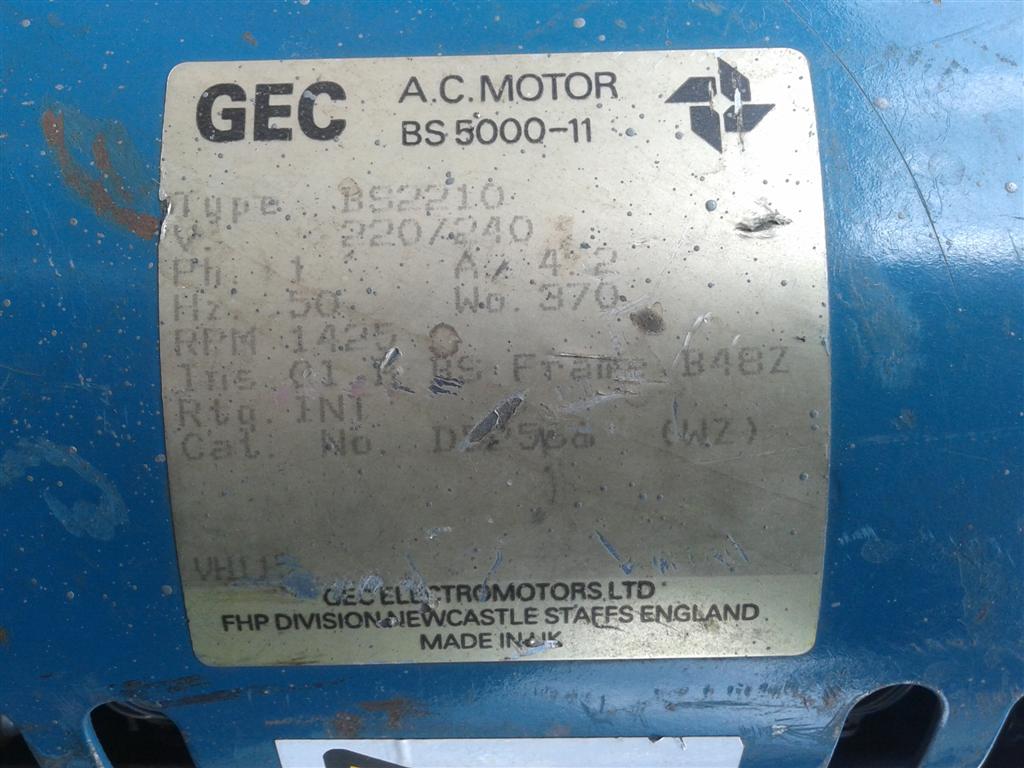 GEC
A.C. MOTOR
BS 5000-11
Type BS2210
V. 220/240
Ph. 1 A. 4.2
Hz. 50 Wo. 370
RPM 1425
Ins. BS Frame B48Z
Rtg.
Cat. No. (WZ)
GEC ELECTROMOTORS LTD
FHP DIVISION NEWCASTLE STAFFS ENGLAND
MADE IN UK